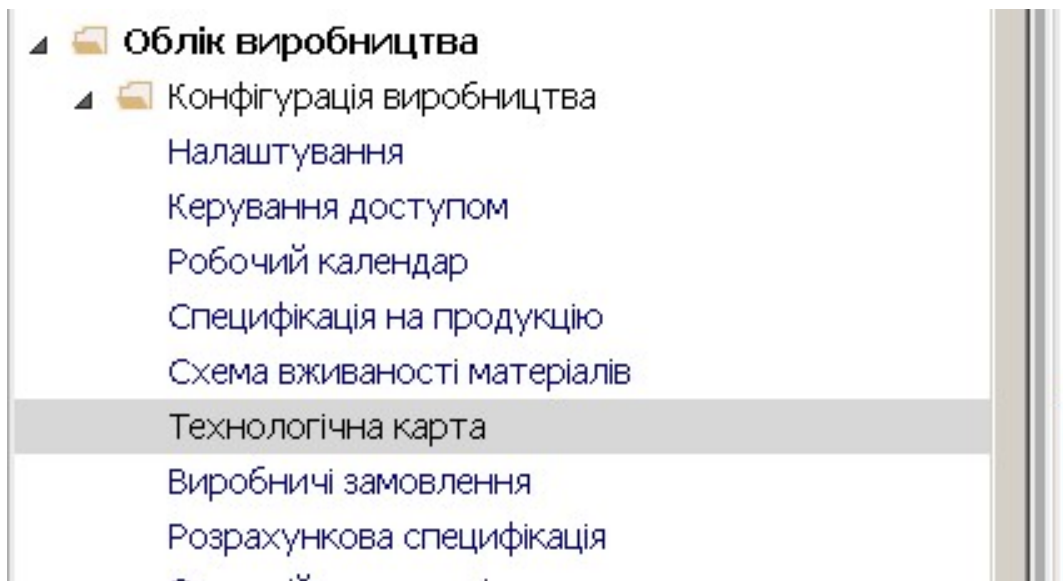 Облік виробництва
Конфігурація виробництва
Налаштування
Керування доступом
Робочий календар
Специфікація на продукцію
Схема вживаності матеріалів
Технологічна карта
Виробничі замовлення
Розрахункова специфікація